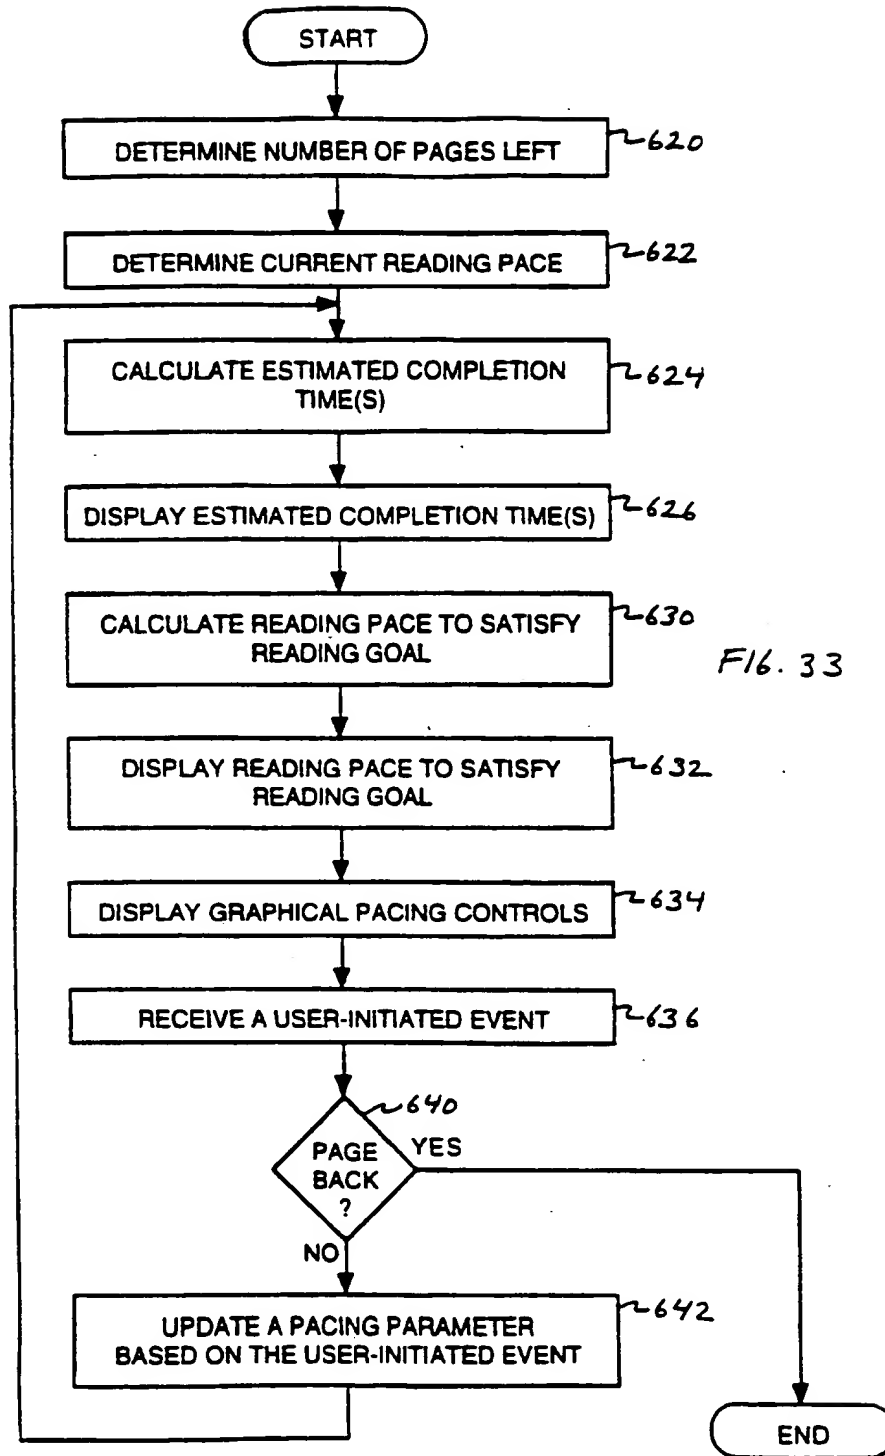 START
DETERMINE NUMBER OF PAGES LEFT
620
DETERMINE CURRENT READING PACE
622
CALCULATE ESTIMATED COMPLETION
TIME(S)
624
DISPLAY ESTIMATED COMPLETION TIME(S)
626
CALCULATE READING PACE TO SATISFY
READING GOAL
630
FIG. 33
DISPLAY READING PACE TO SATISFY
READING GOAL
632
DISPLAY GRAPHICAL PACING CONTROLS
634
RECEIVE A USER-INITIATED EVENT
636
640
PAGE
BACK
?
YES
NO
UPDATE A PACING PARAMETER
BASED ON THE USER-INITIATED EVENT
642
END